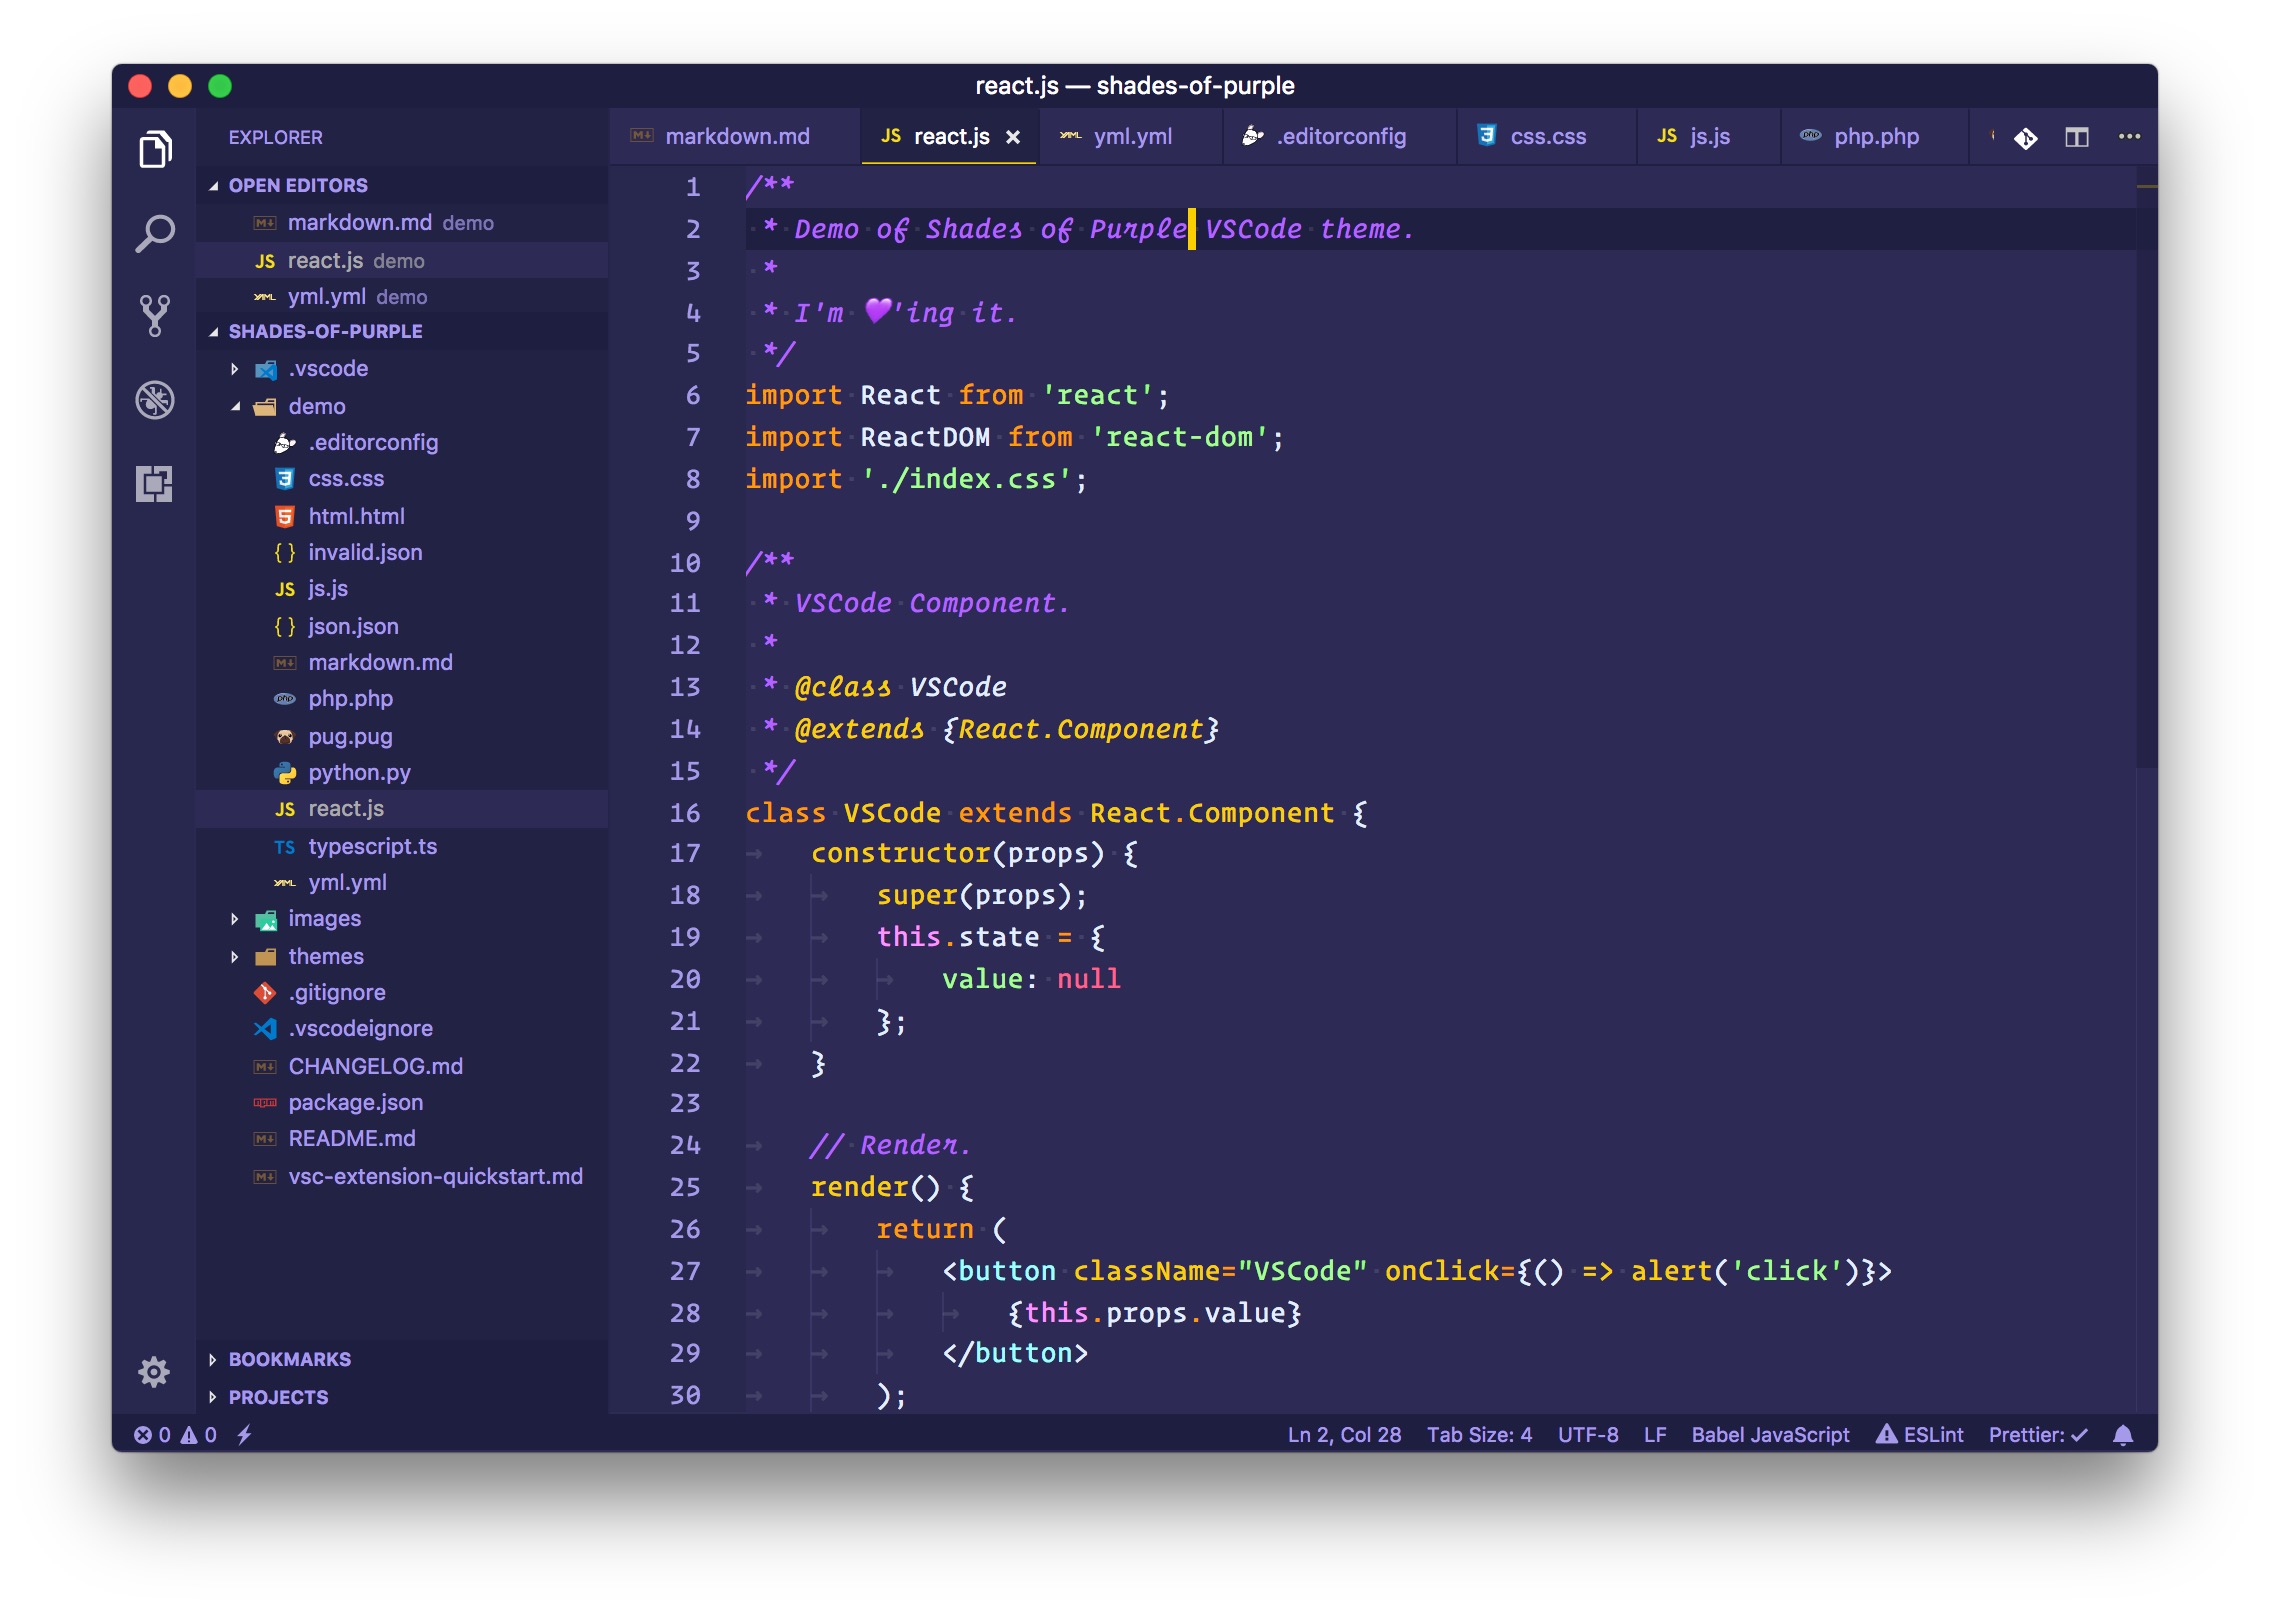 react.js — shades-of-purple
EXPLORER
OPEN EDITORS
markdown.md demo
JS react.js demo
YAML yml.yml demo
SHADES-OF-PURPLE
.vscode
demo
.editorconfig
css.css
html.html
{ } invalid.json
JS js.js
{ } json.json
M↓ markdown.md
php php.php
pug.pug
python.py
JS react.js
TS typescript.ts
YAML yml.yml
images
themes
.gitignore
.vscodeignore
M↓ CHANGELOG.md
package.json
M↓ README.md
M↓ vsc-extension-quickstart.md
BOOKMARKS
PROJECTS
M↓ markdown.md JS react.js × YAML yml.yml .editorconfig css.css JS js.js php php.php
1 /**
2  * Demo of Shades of Purple VSCode theme.
3  *
4  * I'm 💜'ing it.
5  */
6 import React from 'react';
7 import ReactDOM from 'react-dom';
8 import './index.css';
9
10 /**
11  * VSCode Component.
12  *
13  * @class VSCode
14  * @extends {React.Component}
15  */
16 class VSCode extends React.Component {
17     constructor(props) {
18         super(props);
19         this.state = {
20             value: null
21         };
22     }
23
24     // Render.
25     render() {
26         return (
27             <button className="VSCode" onClick={() => alert('click')}>
28                 {this.props.value}
29             </button>
30         );
0 0 Ln 2, Col 28 Tab Size: 4 UTF-8 LF Babel JavaScript ESLint Prettier: ✓